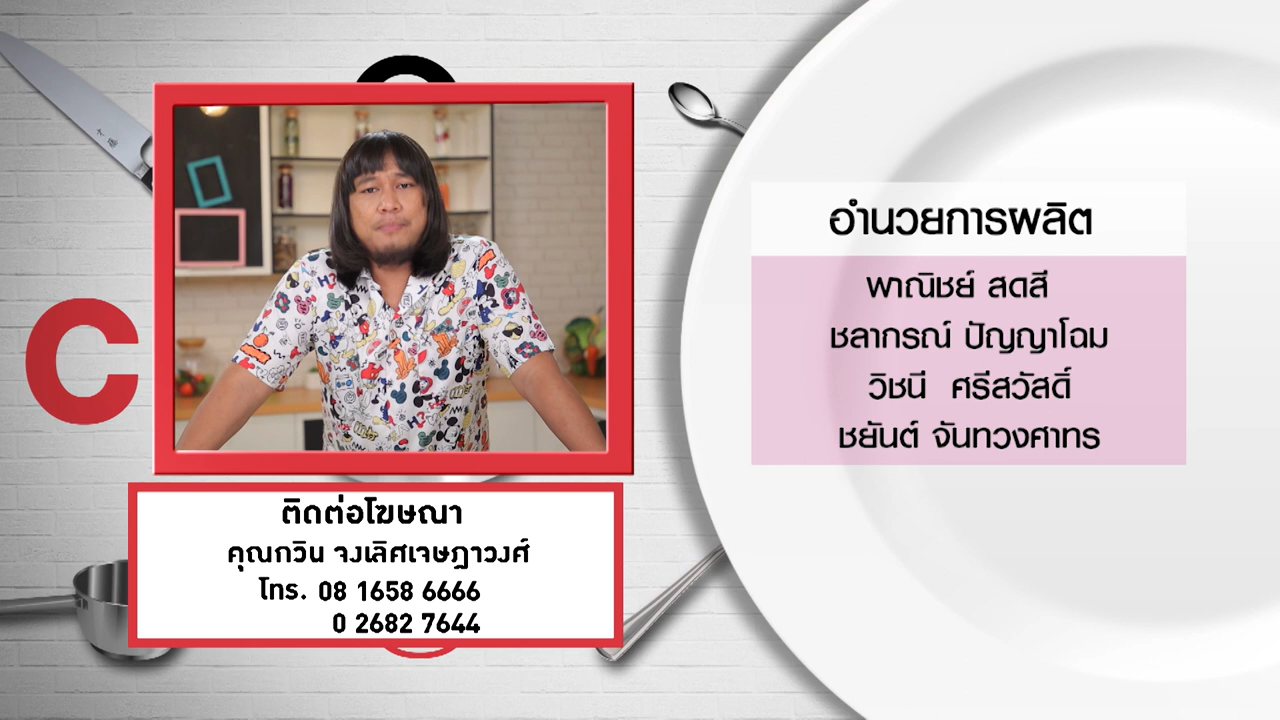 C
ติดต่อโฆษณา
คุณกวิน จงเลิศเจษฎาวงศ์
โทร. 08 1658 6666
0 2682 7644
อำนวยการผลิต
พาณิชย์ สดสี
ชลากรณ์ ปัญญาโฉม
วิชนี ศรีสวัสดิ์
ชยันต์ จันทวงศาทร